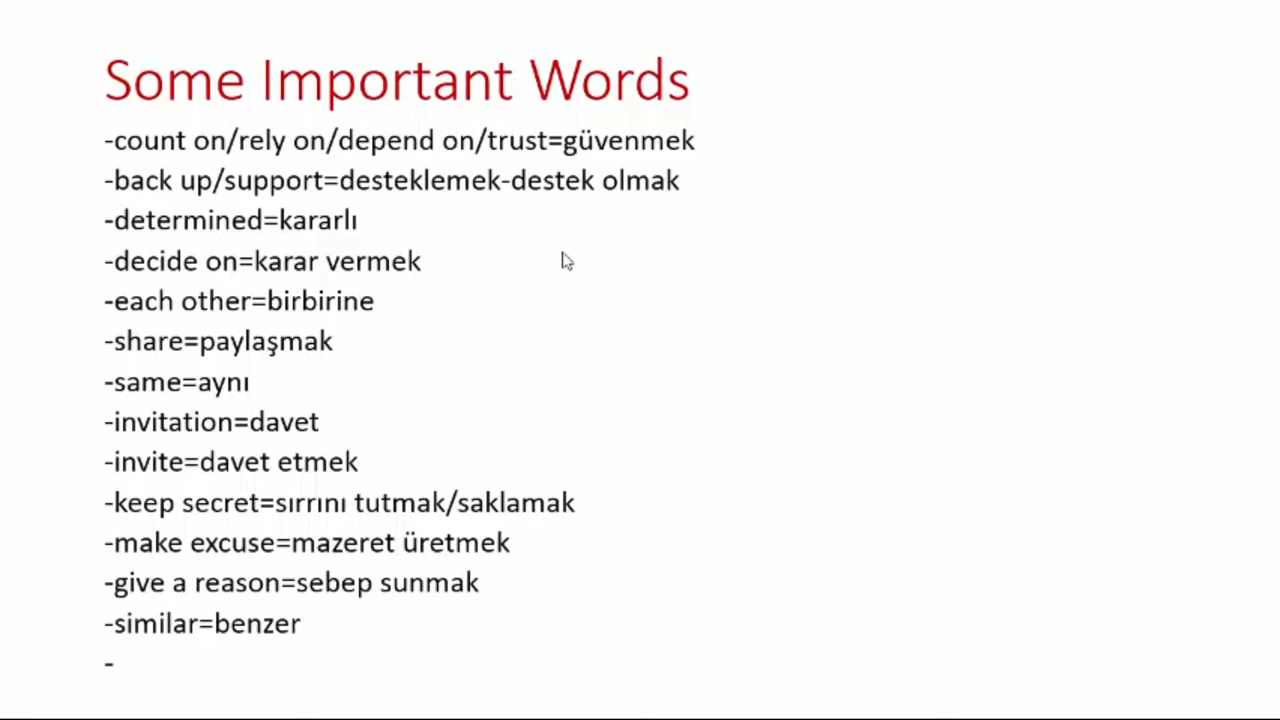 Some Important Words
-count on/rely on/depend on/trust=güvenmek
-back up/support=desteklemek-destek olmak
-determined=kararlı
-decide on=karar vermek
-each other=birbirine
-share=paylaşmak
-same=aynı
-invitation=davet
-invite=davet etmek
-keep secret=sırrını tutmak/saklamak
-make excuse=mazeret üretmek
-give a reason=sebep sunmak
-similar=benzer
-